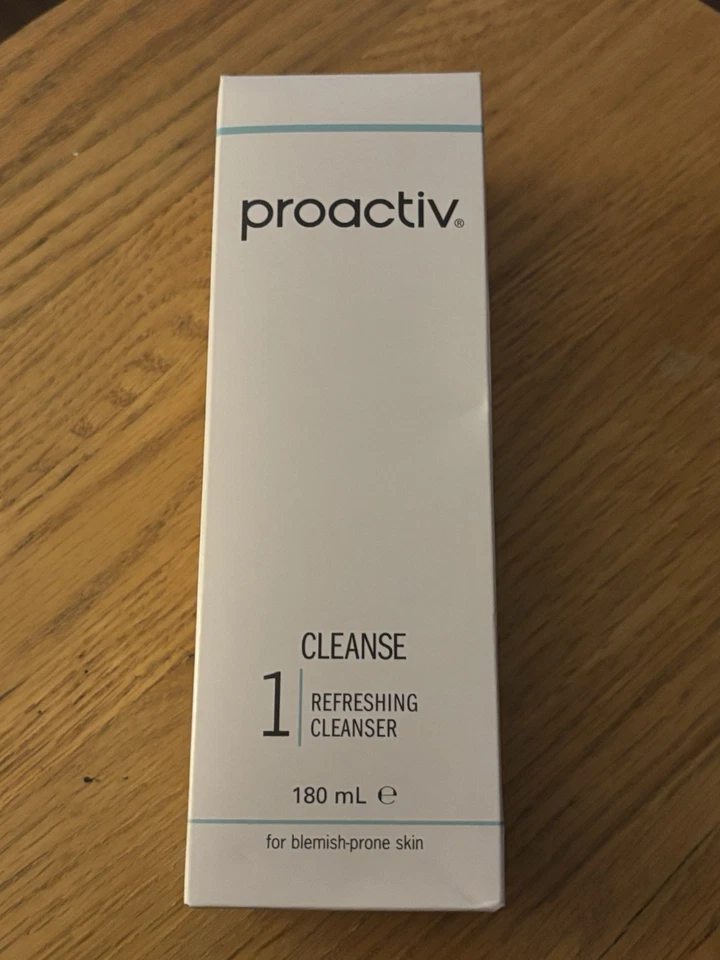 proactiv®
CLEANSE
1
REFRESHING
CLEANSER
180 mL ℮
for blemish-prone skin